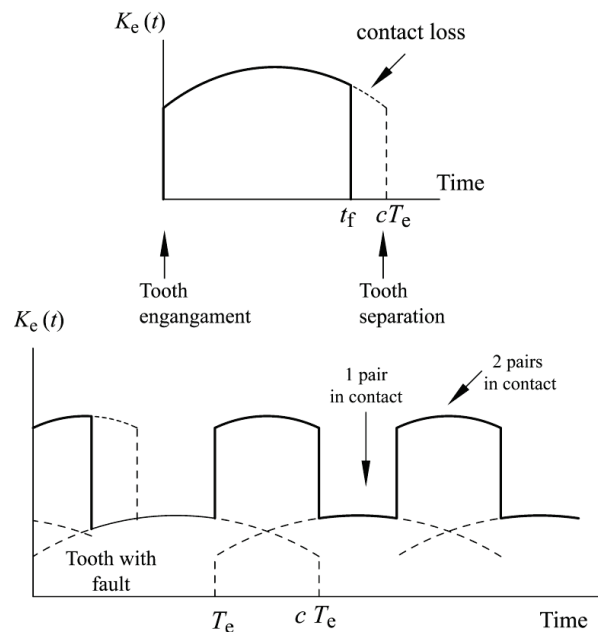 Ke (t)
contact loss
Time
tf
cTe
Tooth
engangament
Tooth
separation
Ke (t)
1 pair
in contact
2 pairs
in contact
Tooth with
fault
Te
c Te
Time